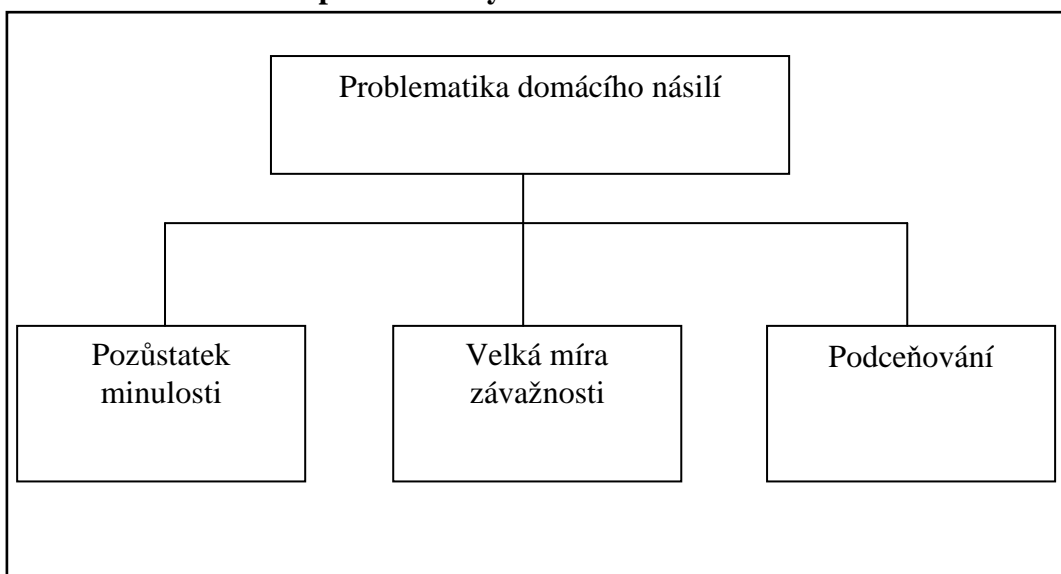 Problematika domácího násilí
Pozůstatek
minulosti
Velká míra
závažnosti
Podceňování